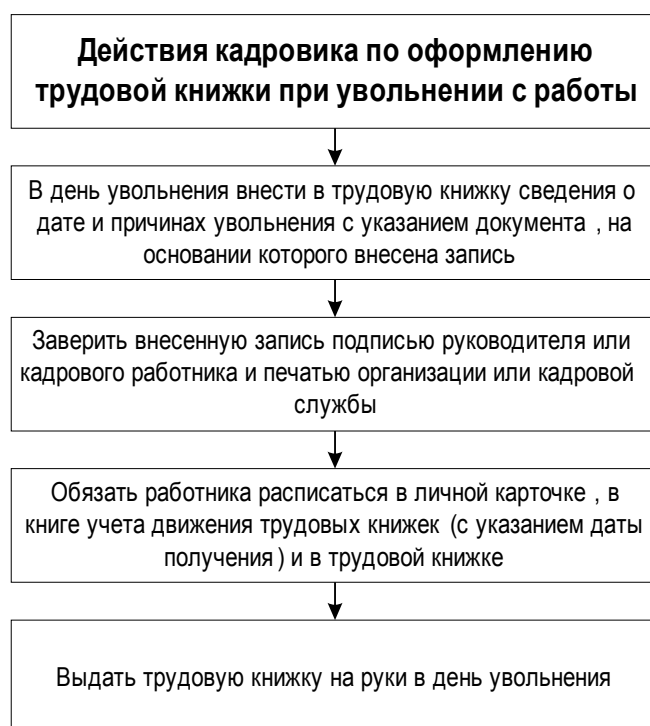 Действия кадровика по оформлению
трудовой книжки при увольнении с работы
В день увольнения внести в трудовую книжку сведения о
дате и причинах увольнения с указанием документа , на
основании которого внесена запись
Заверить внесенную запись подписью руководителя или
кадрового работника и печатью организации или кадровой
службы
Обязать работника расписаться в личной карточке , в
книге учета движения трудовых книжек (с указанием даты
получения ) и в трудовой книжке
Выдать трудовую книжку на руки в день увольнения